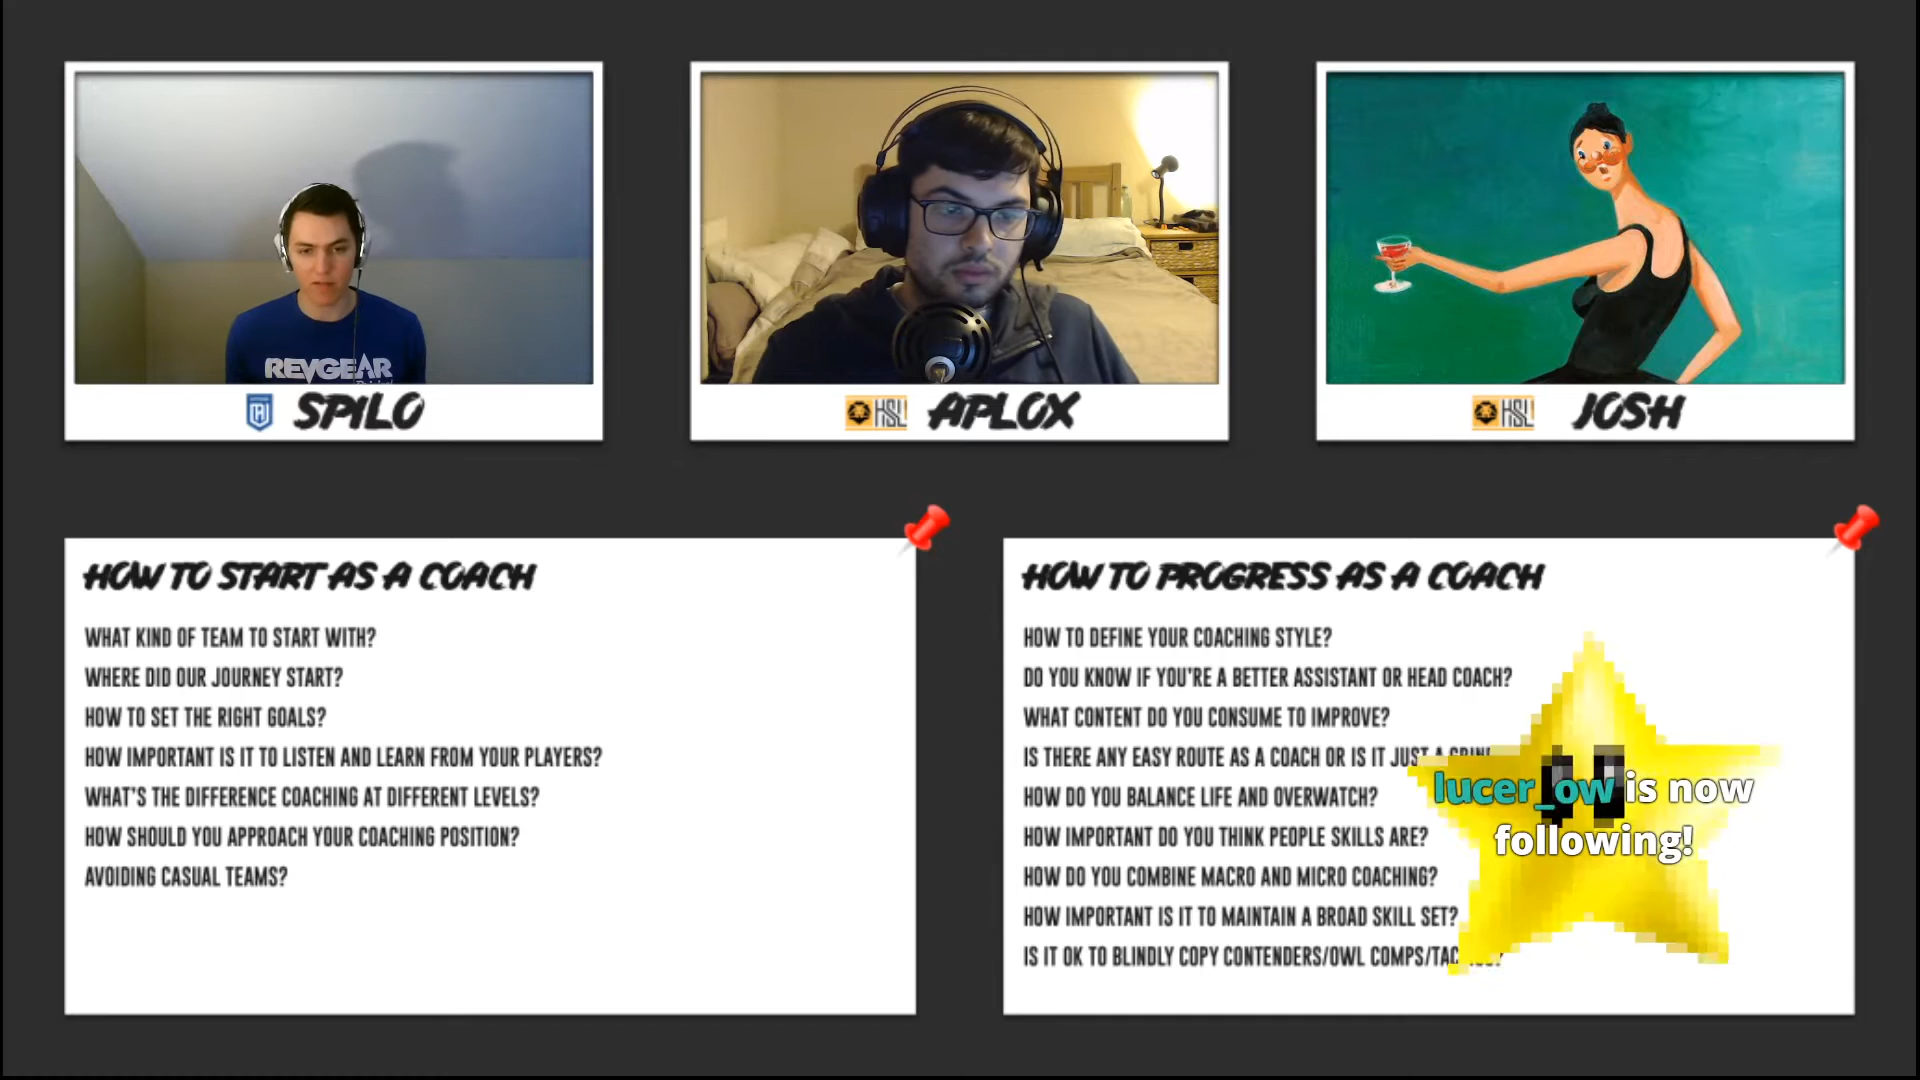 REVGEAR
SPILO
HSL APLOX
HSL JOSH
HOW TO START AS A COACH
WHAT KIND OF TEAM TO START WITH?
WHERE DID OUR JOURNEY START?
HOW TO SET THE RIGHT GOALS?
HOW IMPORTANT IS IT TO LISTEN AND LEARN FROM YOUR PLAYERS?
WHAT'S THE DIFFERENCE COACHING AT DIFFERENT LEVELS?
HOW SHOULD YOU APPROACH YOUR COACHING POSITION?
AVOIDING CASUAL TEAMS?
HOW TO PROGRESS AS A COACH
HOW TO DEFINE YOUR COACHING STYLE?
DO YOU KNOW IF YOU'RE A BETTER ASSISTANT OR HEAD COACH?
WHAT CONTENT DO YOU CONSUME TO IMPROVE?
IS THERE ANY EASY ROUTE AS A COACH OR IS IT JUST A
HOW DO YOU BALANCE LIFE AND OVERWATCH?
HOW IMPORTANT DO YOU THINK PEOPLE SKILLS ARE?
HOW DO YOU COMBINE MACRO AND MICRO COACHING?
HOW IMPORTANT IS IT TO MAINTAIN A BROAD SKILL SET?
IS IT OK TO BLINDLY COPY CONTENDERS/OWL COMPS/
lucer_ow is now
following!